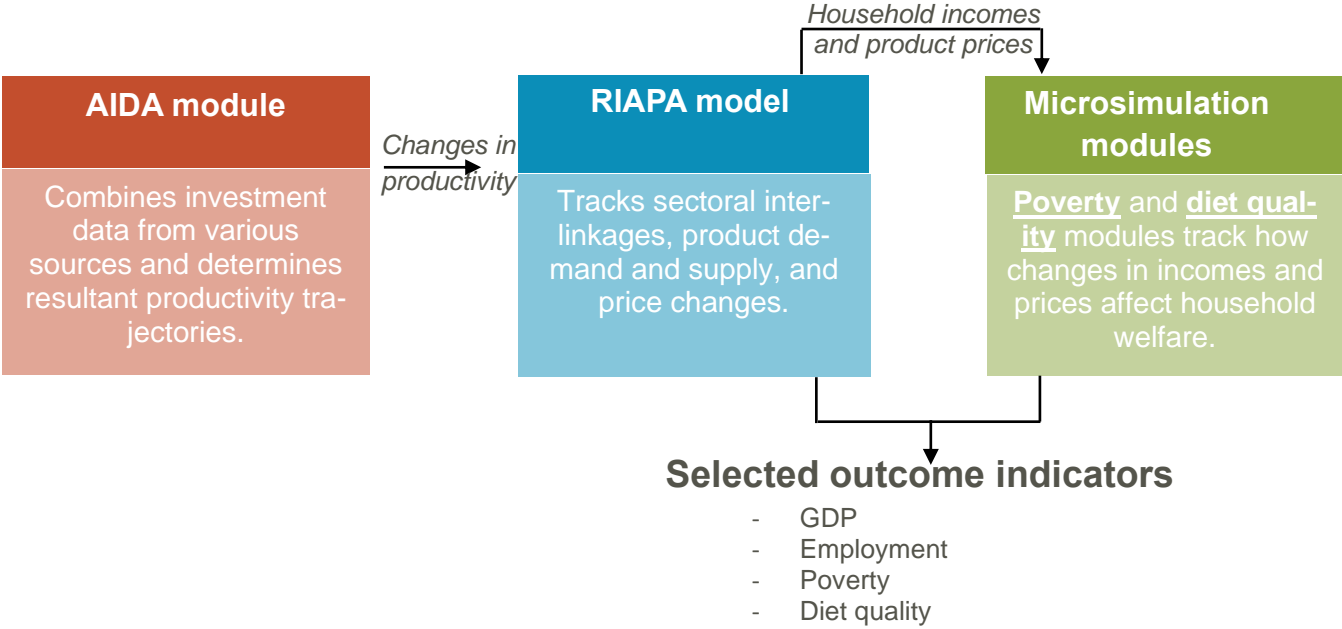 Household incomes
and product prices
AIDA module
Combines investment
data from various
sources and determines
resultant productivity tra-
jectories.
Changes in
productivity
RIAPA model
Tracks sectoral inter-
linkages, product de-
mand and supply, and
price changes.
Microsimulation
modules
Poverty and diet qual-
ity modules track how
changes in incomes and
prices affect household
welfare.
Selected outcome indicators
- GDP
- Employment
- Poverty
- Diet quality